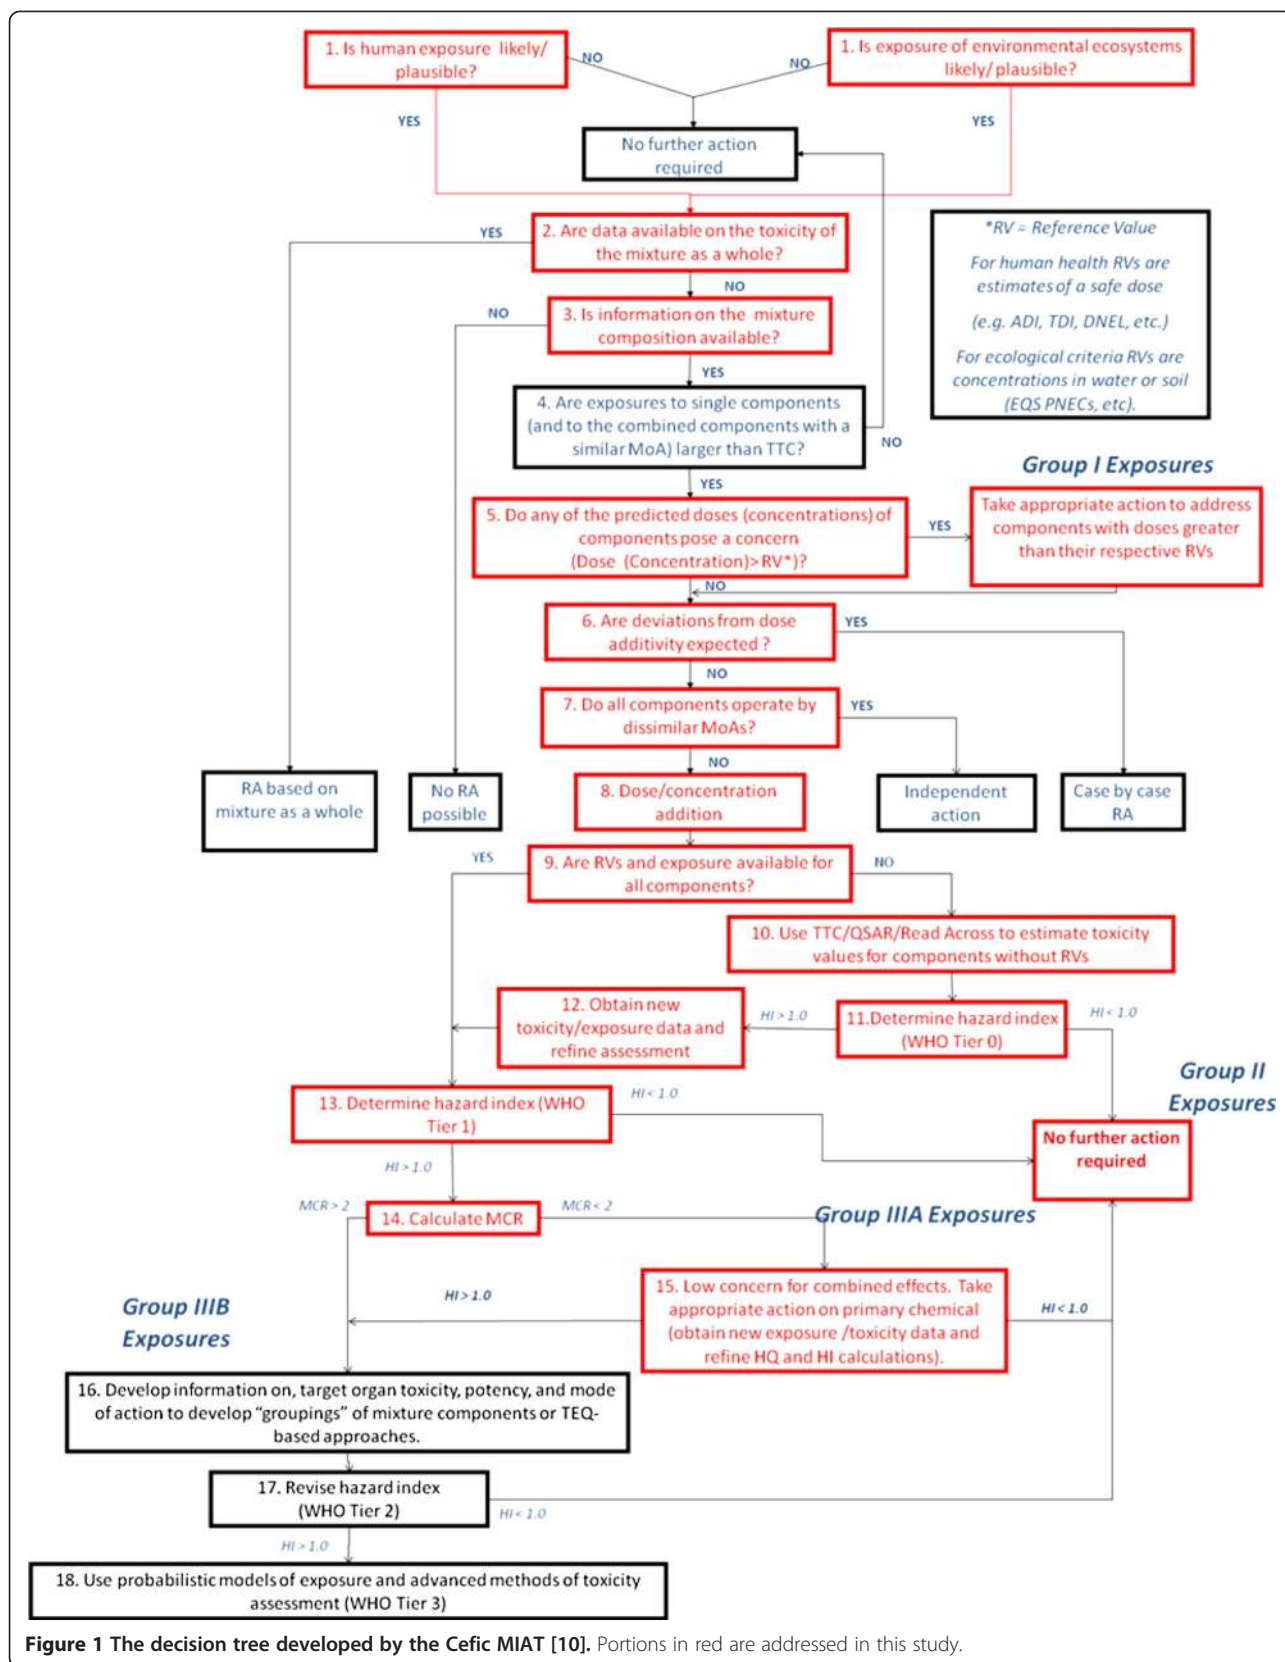 1. Is human exposure likely/
plausible?
1. Is exposure of environmental ecosystems
likely/ plausible?
NO
NO
YES
YES
No further action
required
YES
2. Are data available on the toxicity of
the mixture as a whole?
NO
NO
3. Is information on the mixture
composition available?
YES
*RV = Reference Value
For human health RVs are
estimates of a safe dose
(e.g. ADI, TDI, DNEL, etc.)
For ecological criteria RVs are
concentrations in water or soil
(EQS PNECs, etc).
4. Are exposures to single components
(and to the combined components with a
similar MoA) larger than TTC?
NO
YES
Group I Exposures
5. Do any of the predicted doses (concentrations) of
components pose a concern
(Dose (Concentration)>RV*)?
YES
Take appropriate action to address
components with doses greater
than their respective RVs
NO
6. Are deviations from dose
additivity expected ?
YES
NO
7. Do all components operate by
dissimilar MoAs?
YES
NO
RA based on
mixture as a whole
No RA
possible
8. Dose/concentration
addition
Independent
action
Case by case
RA
YES
9. Are RVs and exposure available for
all components?
NO
10. Use TTC/QSAR/Read Across to estimate toxicity
values for components without RVs
12. Obtain new
toxicity/exposure data and
refine assessment
HI > 1.0
11.Determine hazard index
(WHO Tier 0)
HI < 1.0
Group II
Exposures
13. Determine hazard index (WHO
Tier 1)
HI < 1.0
No further action
required
HI > 1.0
MCR > 2
14. Calculate MCR
MCR < 2
Group IIIA Exposures
Group IIIB
Exposures
HI > 1.0
15. Low concern for combined effects. Take
appropriate action on primary chemical
(obtain new exposure /toxicity data and
refine HQ and HI calculations).
HI < 1.0
16. Develop information on, target organ toxicity, potency, and mode
of action to develop “groupings” of mixture components or TEQ-
based approaches.
17. Revise hazard index
(WHO Tier 2)
HI < 1.0
HI > 1.0
18. Use probabilistic models of exposure and advanced methods of toxicity
assessment (WHO Tier 3)
Figure 1 The decision tree developed by the Cefic MIAT [10]. Portions in red are addressed in this study.